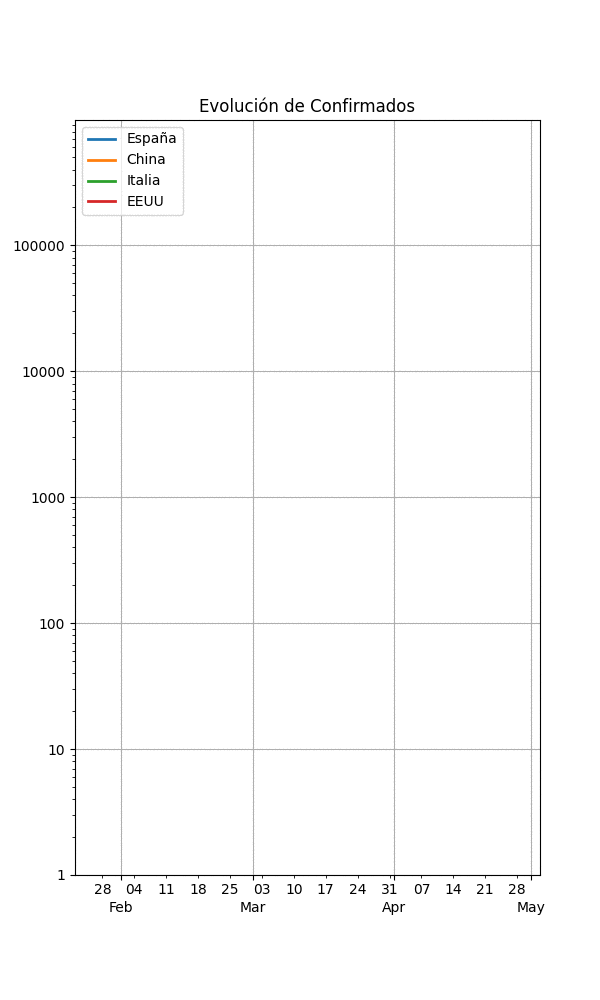 Evolución de Confirmados
España
China
Italia
EEUU
100000
10000
1000
100
10
1
28 04 11 18 25 03 10 17 24 31 07 14 21 28
Feb Mar Apr May